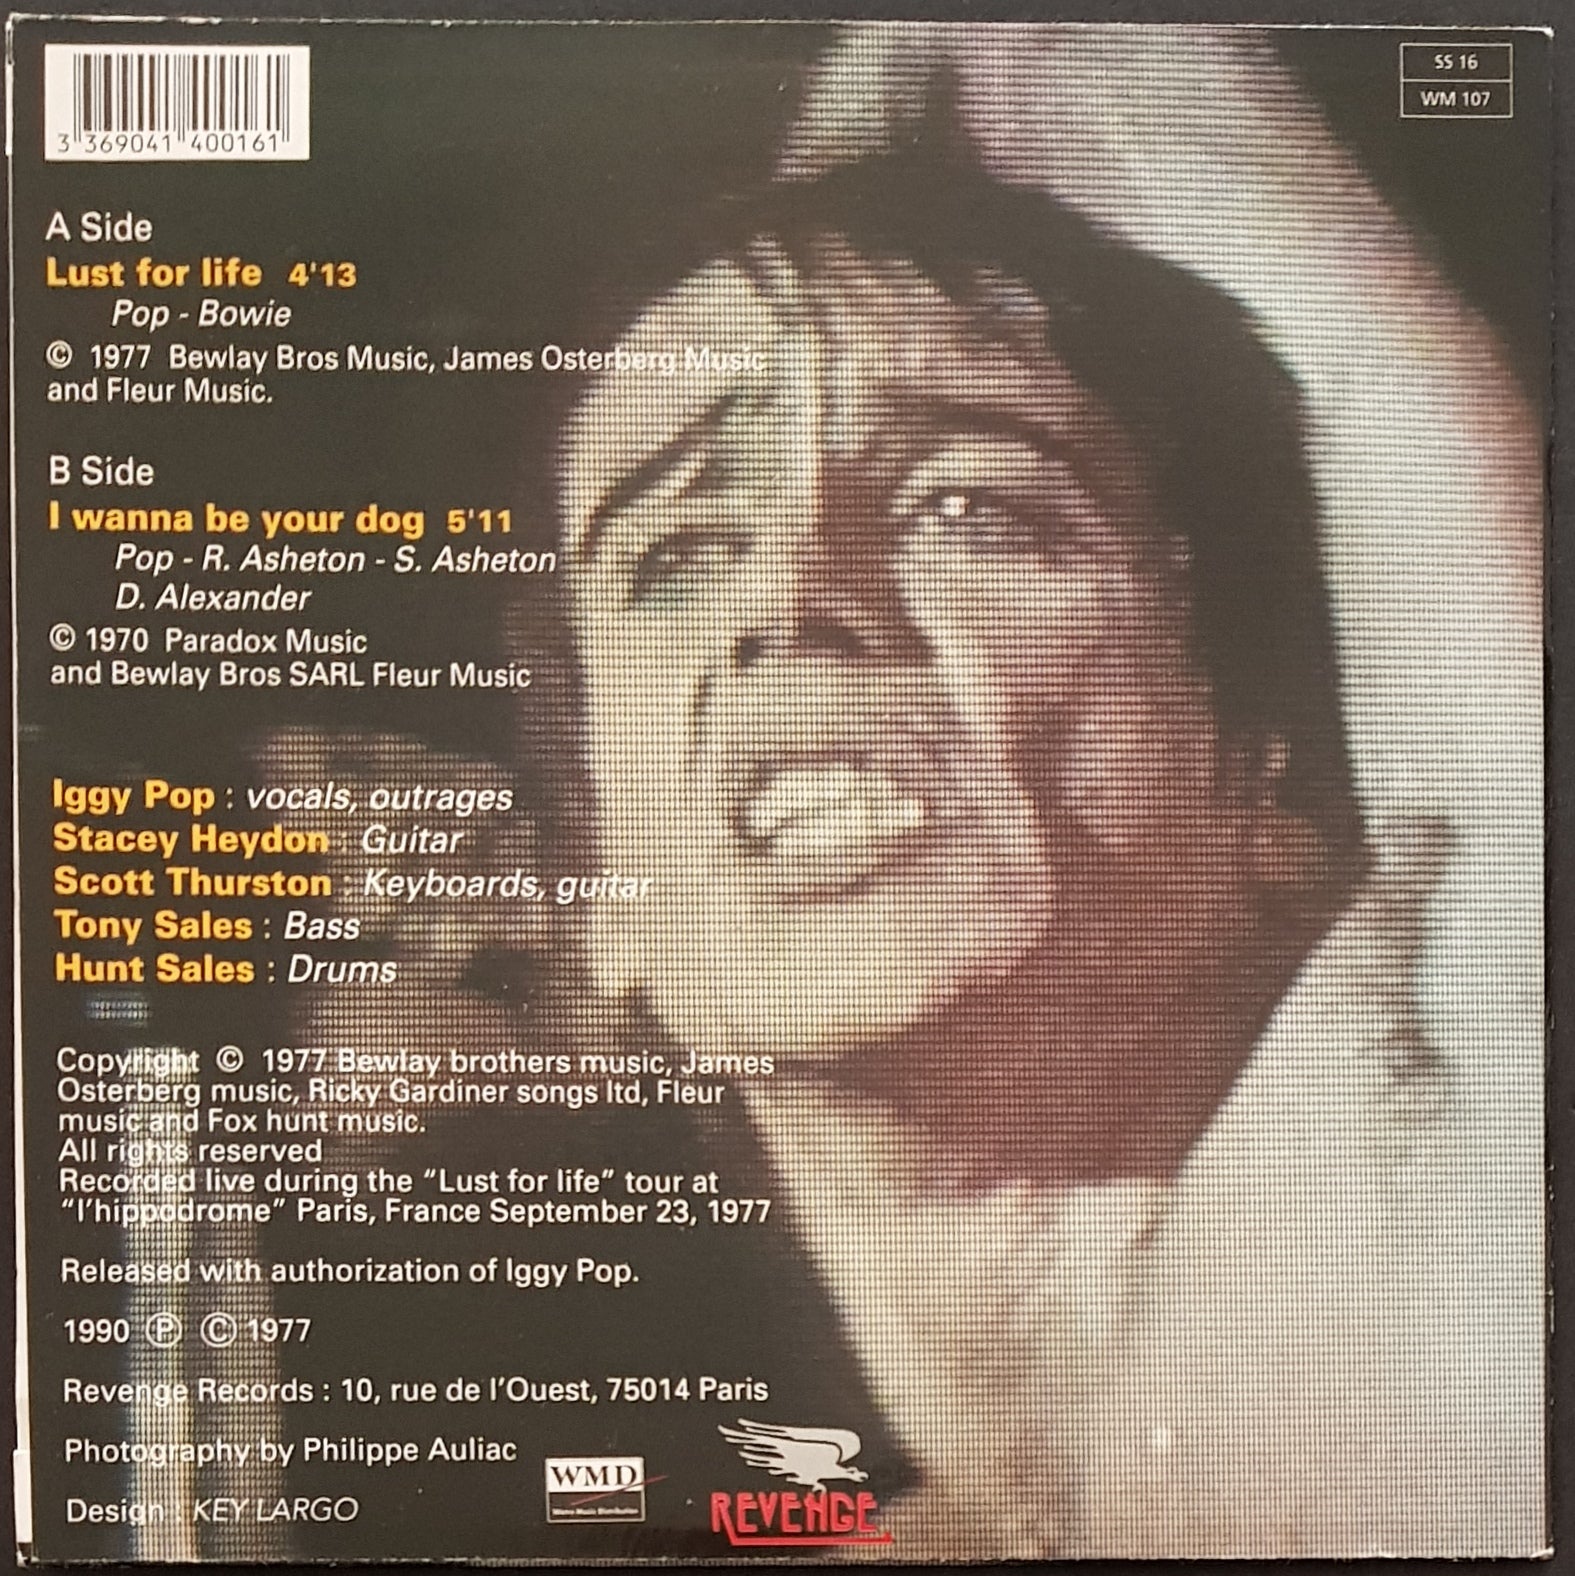 3 369041 400161
SS 16
WM 107
A Side
Lust for life 4'13
Pop - Bowie
© 1977 Bewlay Bros Music, James Osterberg Music
and Fleur Music.
B Side
I wanna be your dog 5'11
Pop - R. Asheton - S. Asheton
D. Alexander
© 1970 Paradox Music
and Bewlay Bros SARL Fleur Music
Iggy Pop : vocals, outrages
Stacey Heydon : Guitar
Scott Thurston : Keyboards, guitar
Tony Sales : Bass
Hunt Sales : Drums
Copyright © 1977 Bewlay brothers music, James
Osterberg music, Ricky Gardiner songs ltd, Fleur
music and Fox hunt music.
All rights reserved
Recorded live during the “Lust for life” tour at
“l'hippodrome” Paris, France September 23, 1977
Released with authorization of Iggy Pop.
1990 Ⓟ © 1977
Revenge Records : 10, rue de l'Ouest, 75014 Paris
Photography by Philippe Auliac
Design : KEY LARGO
WMD
REVENGE